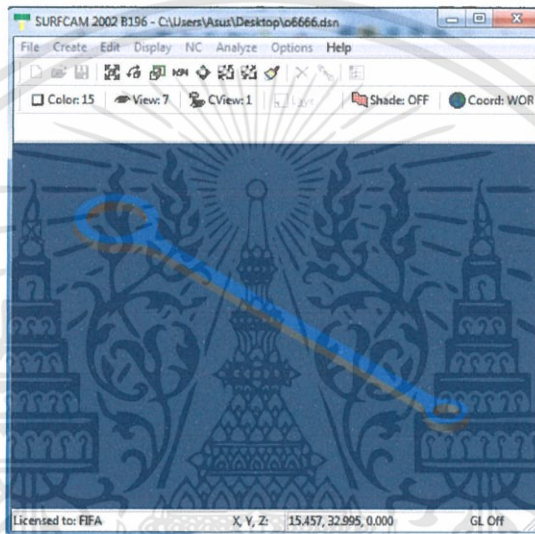 SURFCAM 2002 B196 - C:\Users\Asus\Desktop\o6666.dsn
File Create Edit Display NC Analyze Options Help
Color: 15 View: 7 CView: 1 Shade: OFF Coord: WOR
Licensed to: FIFA X, Y, Z: 15.457, 32.995, 0.000 GL Off